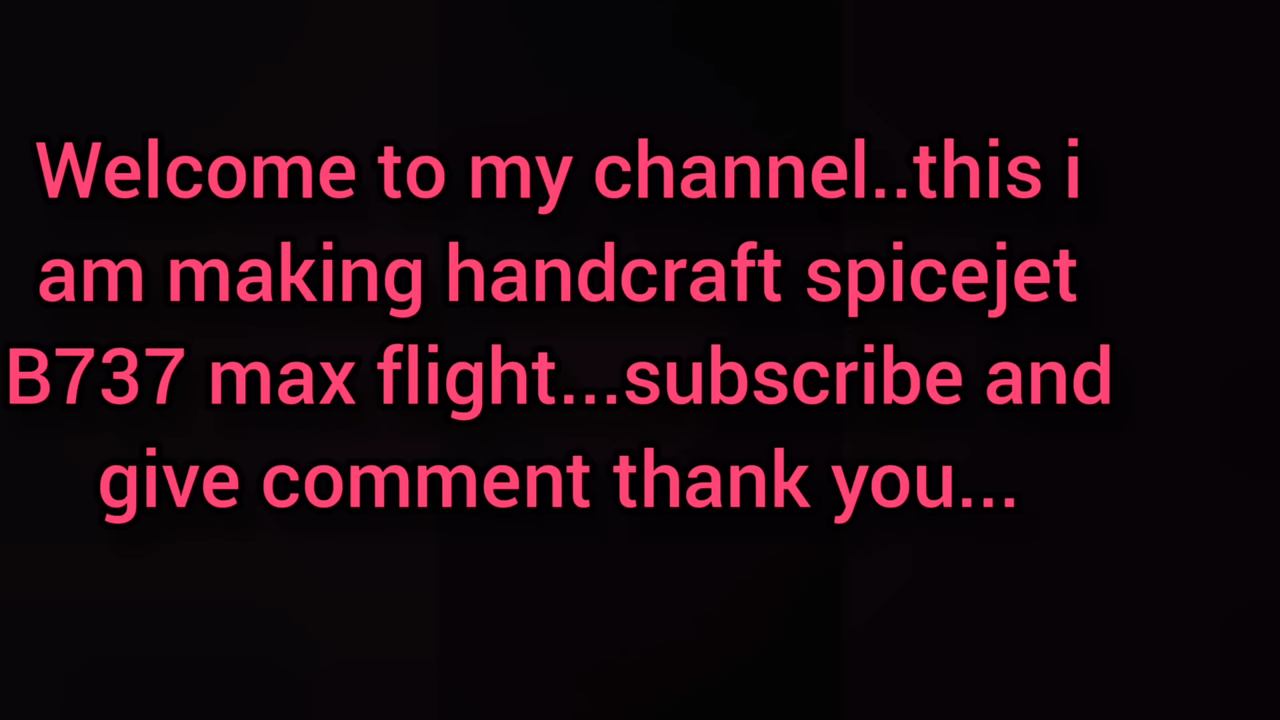 Welcome to my channel..this i
am making handcraft spicejet
B737 max flight...subscribe and
give comment thank you...